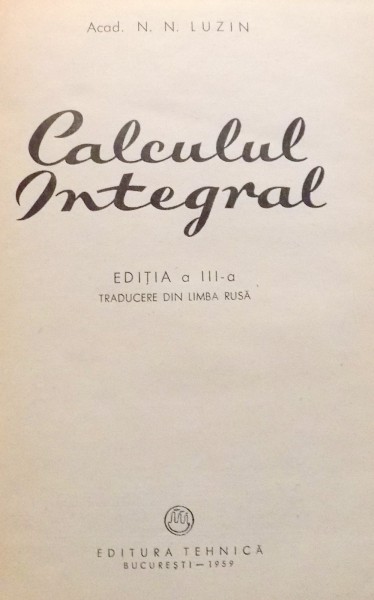 Acad. N. N. LUZIN
Calculul
Integral
EDIȚIA a III-a
TRADUCERE DIN LIMBA RUSĂ
EDITURA TEHNICĂ
BUCUREȘTI—1959